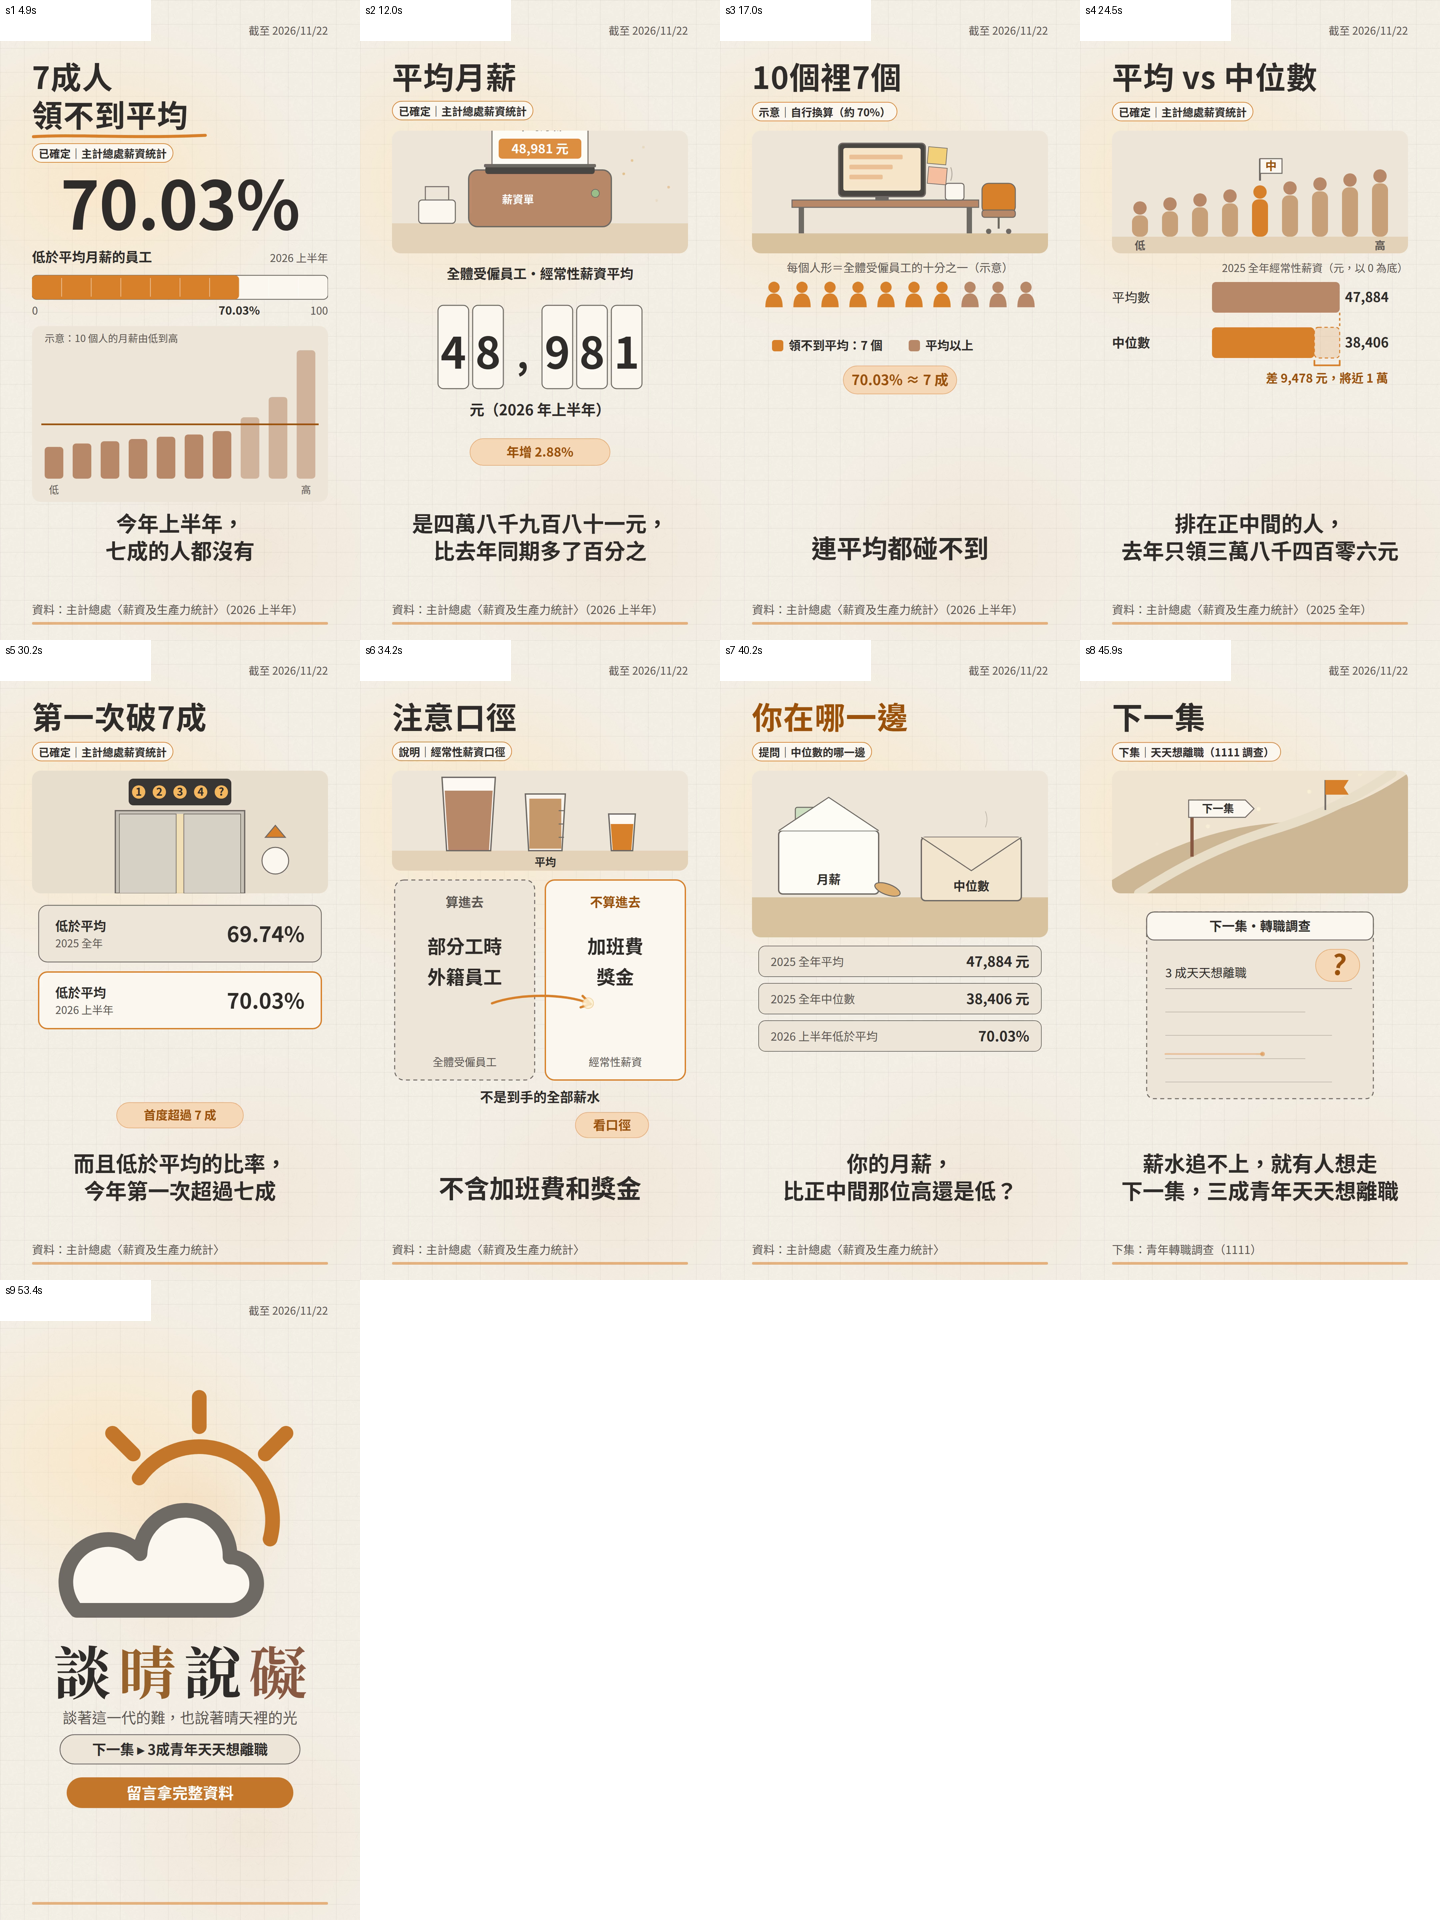 s1 4.9s
截至 2026/11/22
7成人
領不到平均
已確定｜主計總處薪資統計
70.03%
低於平均月薪的員工
2026 上半年
0
70.03%
100
示意：10 個人的月薪由低到高
低
高
今年上半年，
七成的人都沒有
資料：主計總處〈薪資及生產力統計〉（2026 上半年）
s2 12.0s
截至 2026/11/22
平均月薪
已確定｜主計總處薪資統計
48,981 元
薪資單
全體受僱員工・經常性薪資平均
48,981
元（2026 年上半年）
年增 2.88%
是四萬八千九百八十一元，
比去年同期多了百分之
資料：主計總處〈薪資及生產力統計〉（2026 上半年）
s3 17.0s
截至 2026/11/22
10個裡7個
示意｜自行換算（約 70%）
每個人形＝全體受僱員工的十分之一（示意）
領不到平均：7 個
平均以上
70.03% ≈ 7 成
連平均都碰不到
資料：主計總處〈薪資及生產力統計〉（2026 上半年）
s4 24.5s
截至 2026/11/22
平均 vs 中位數
已確定｜主計總處薪資統計
中
低
高
2025 全年經常性薪資（元，以 0 為底）
平均數
47,884
中位數
38,406
差 9,478 元，將近 1 萬
排在正中間的人，
去年只領三萬八千四百零六元
資料：主計總處〈薪資及生產力統計〉（2025 全年）
s5 30.2s
截至 2026/11/22
第一次破7成
已確定｜主計總處薪資統計
1 2 3 4 ?
低於平均
2025 全年
69.74%
低於平均
2026 上半年
70.03%
首度超過 7 成
而且低於平均的比率，
今年第一次超過七成
資料：主計總處〈薪資及生產力統計〉
s6 34.2s
截至 2026/11/22
注意口徑
說明｜經常性薪資口徑
平均
算進去
部分工時
外籍員工
全體受僱員工
不算進去
加班費
獎金
經常性薪資
不是到手的全部薪水
看口徑
不含加班費和獎金
資料：主計總處〈薪資及生產力統計〉
s7 40.2s
截至 2026/11/22
你在哪一邊
提問｜中位數的哪一邊
月薪
中位數
2025 全年平均
47,884 元
2025 全年中位數
38,406 元
2026 上半年低於平均
70.03%
你的月薪，
比正中間那位高還是低？
資料：主計總處〈薪資及生產力統計〉
s8 45.9s
截至 2026/11/22
下一集
下集｜天天想離職（1111 調查）
下一集
下一集・轉職調查
3 成天天想離職
?
薪水追不上，就有人想走
下一集，三成青年天天想離職
下集：青年轉職調查（1111）
s9 53.4s
截至 2026/11/22
談晴說礙
談著這一代的難，也說著晴天裡的光
下一集 ▸ 3成青年天天想離職
留言拿完整資料